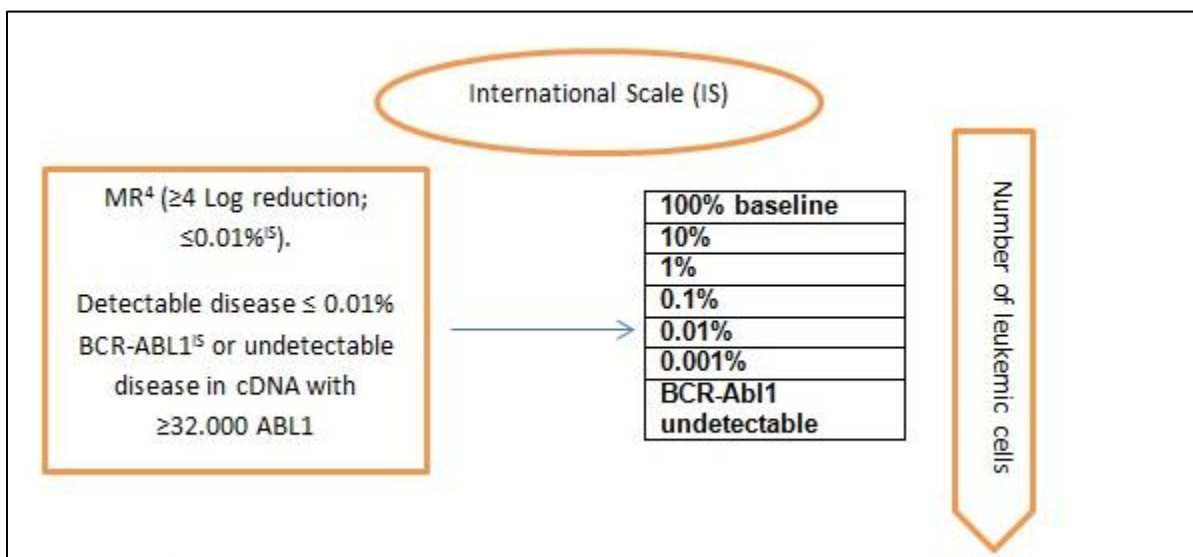 International Scale (IS)
MR⁴ (≥4 Log reduction;
≤0.01%ᴵˢ).
Detectable disease ≤ 0.01%
BCR-ABL1ᴵˢ or undetectable
disease in cDNA with
≥32.000 ABL1
100% baseline
10%
1%
0.1%
0.01%
0.001%
BCR-Abl1
undetectable
Number of leukemic cells